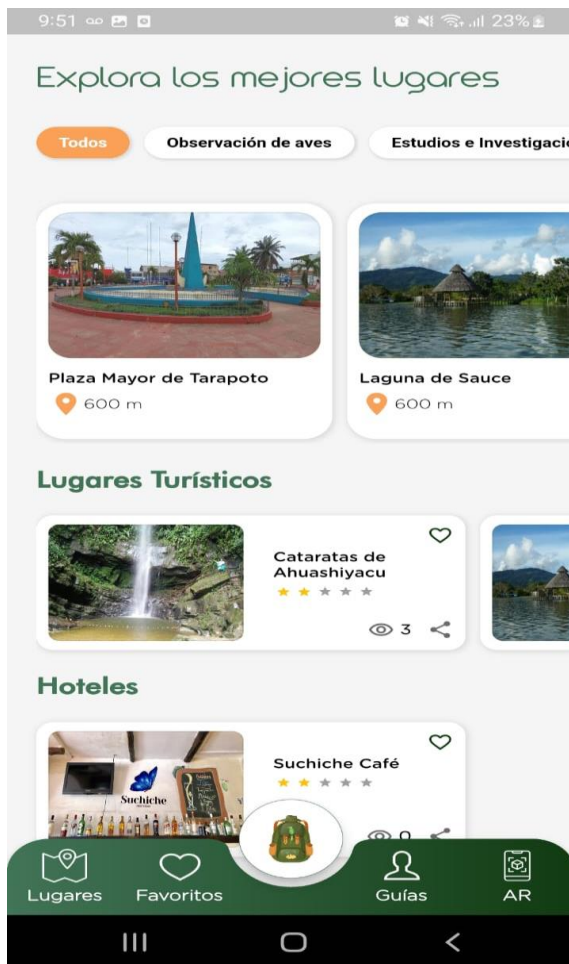 9:51
23%
Explora los mejores lugares
Todos
Observación de aves
Estudios e Investigaci
Plaza Mayor de Tarapoto
600 m
Laguna de Sauce
600 m
Lugares Turísticos
Cataratas de
Ahuashiyacu
3
Hoteles
Suchiche
Suchiche Café
0
Lugares
Favoritos
Guías
AR